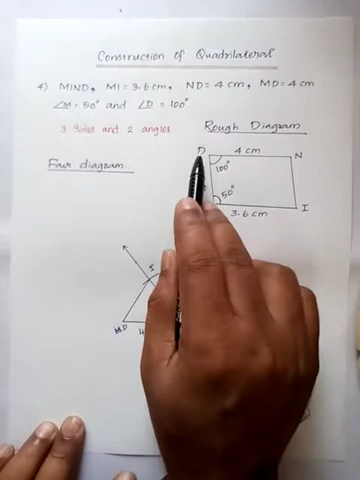 Construction of Quadrilateral
4) MIND, MI = 3.6 cm, ND = 4 cm, MD = 4 cm
∠M = 50° and ∠D = 100°
3 Sides and 2 angles
Rough Diagram
Fair diagram
D 4 cm N
100°
50°
3.6 cm I